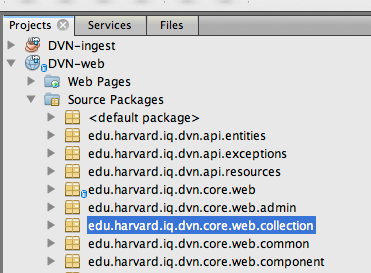 Projects Services Files
DVN-ingest
DVN-web
Web Pages
Source Packages
<default package>
edu.harvard.iq.dvn.api.entities
edu.harvard.iq.dvn.api.exceptions
edu.harvard.iq.dvn.api.resources
edu.harvard.iq.dvn.core.web
edu.harvard.iq.dvn.core.web.admin
edu.harvard.iq.dvn.core.web.collection
edu.harvard.iq.dvn.core.web.common
edu.harvard.iq.dvn.core.web.component